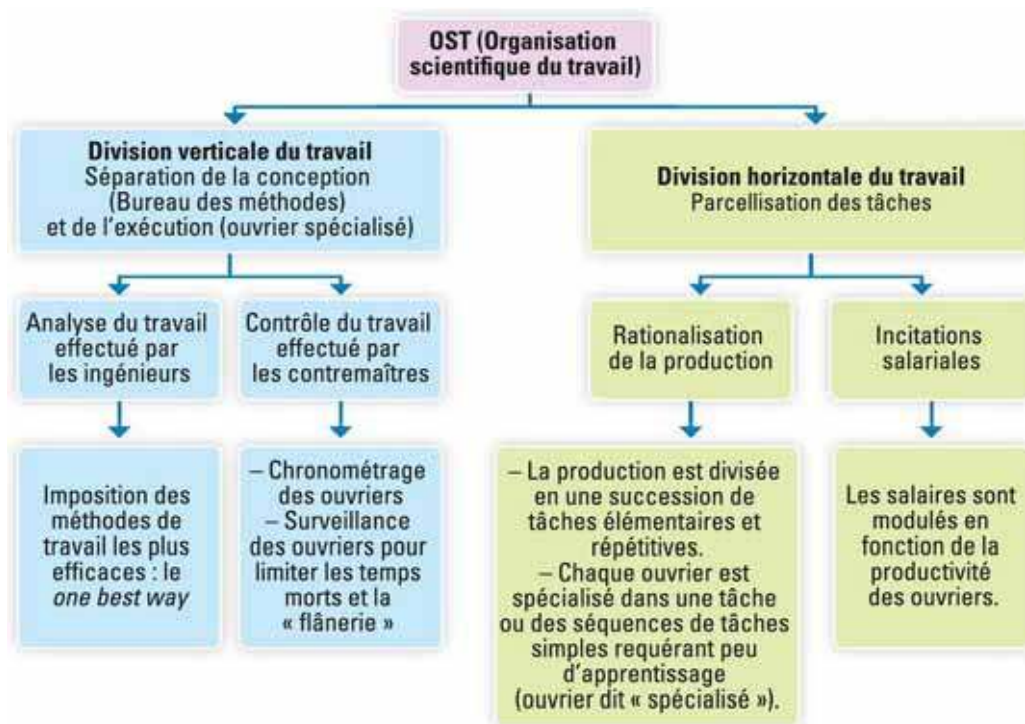 OST (Organisation
scientifique du travail)
Division verticale du travail
Séparation de la conception
(Bureau des méthodes)
et de l'exécution (ouvrier spécialisé)
Division horizontale du travail
Parcellisation des tâches
Analyse du travail
effectué par
les ingénieurs
Contrôle du travail
effectué par
les contremaîtres
Rationalisation
de la production
Incitations
salariales
Imposition des
méthodes de
travail les plus
efficaces : le
one best way
– Chronométrage
des ouvriers
– Surveillance
des ouvriers pour
limiter les temps
morts et la
« flânerie »
– La production est divisée
en une succession de
tâches élémentaires et
répétitives.
– Chaque ouvrier est
spécialisé dans une tâche
ou des séquences de tâches
simples requérant peu
d'apprentissage
(ouvrier dit « spécialisé »).
Les salaires sont
modulés en
fonction de la
productivité
des ouvriers.